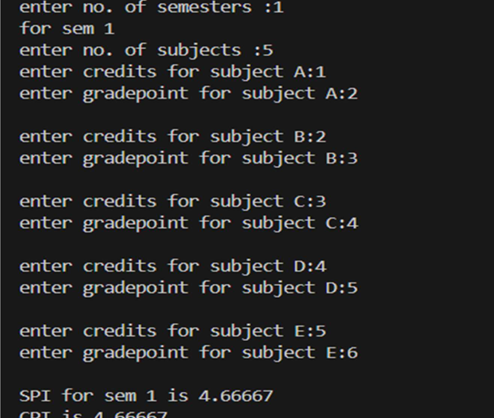 enter no. of semesters :1
for sem 1
enter no. of subjects :5
enter credits for subject A:1
enter gradepoint for subject A:2
enter credits for subject B:2
enter gradepoint for subject B:3
enter credits for subject C:3
enter gradepoint for subject C:4
enter credits for subject D:4
enter gradepoint for subject D:5
enter credits for subject E:5
enter gradepoint for subject E:6
SPI for sem 1 is 4.66667
CPI is 4.66667